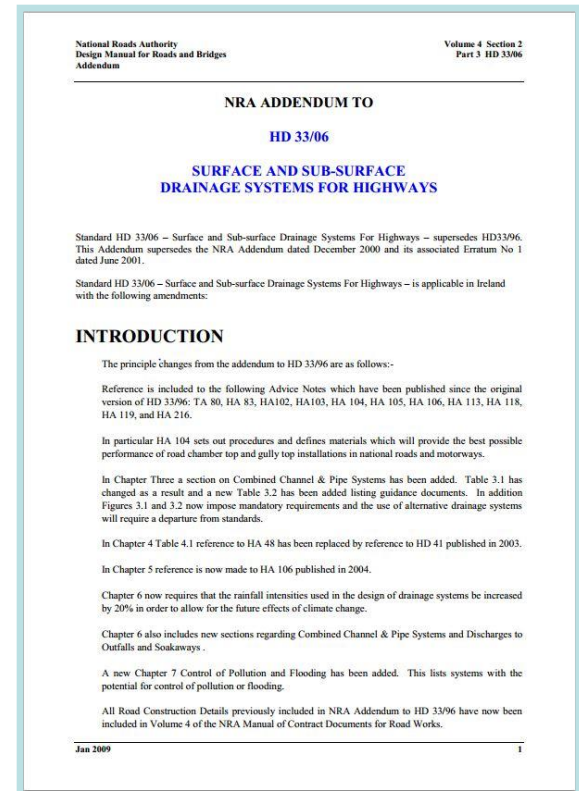 National Roads Authority
Volume 4 Section 2
Design Manual for Roads and Bridges
Part 3 HD 33/06
Addendum
NRA ADDENDUM TO
HD 33/06
SURFACE AND SUB-SURFACE
DRAINAGE SYSTEMS FOR HIGHWAYS
Standard HD 33/06 – Surface and Sub-surface Drainage Systems For Highways – supersedes HD33/96.
This Addendum supersedes the NRA Addendum dated December 2000 and its associated Erratum No 1
dated June 2001.
Standard HD 33/06 – Surface and Sub-surface Drainage Systems For Highways – is applicable in Ireland
with the following amendments:
INTRODUCTION
The principle changes from the addendum to HD 33/96 are as follows:-
Reference is included to the following Advice Notes which have been published since the original
version of HD 33/96: TA 80, HA 83, HA102, HA103, HA 104, HA 105, HA 106, HA 113, HA 118,
HA 119, and HA 216.
In particular HA 104 sets out procedures and defines materials which will provide the best possible
performance of road chamber top and gully top installations in national roads and motorways.
In Chapter Three a section on Combined Channel & Pipe Systems has been added. Table 3.1 has
changed as a result and a new Table 3.2 has been added listing guidance documents. In addition
Figures 3.1 and 3.2 now impose mandatory requirements and the use of alternative drainage systems
will require a departure from standards.
In Chapter 4 Table 4.1 reference to HA 48 has been replaced by reference to HD 41 published in 2003.
In Chapter 5 reference is now made to HA 106 published in 2004.
Chapter 6 now requires that the rainfall intensities used in the design of drainage systems be increased
by 20% in order to allow for the future effects of climate change.
Chapter 6 also includes new sections regarding Combined Channel & Pipe Systems and Discharges to
Outfalls and Soakaways .
A new Chapter 7 Control of Pollution and Flooding has been added. This lists systems with the
potential for control of pollution or flooding.
All Road Construction Details previously included in NRA Addendum to HD 33/96 have now been
included in Volume 4 of the NRA Manual of Contract Documents for Road Works.
Jan 2009
1